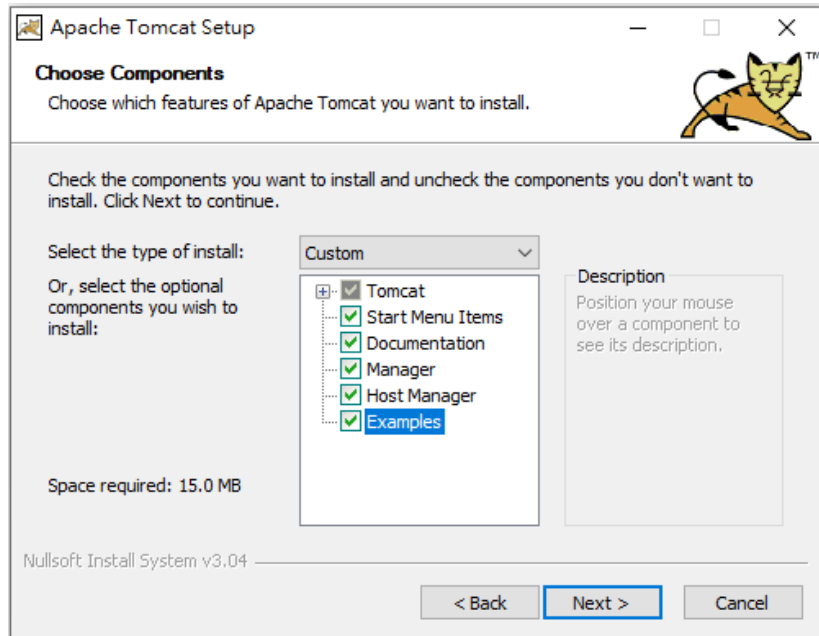 Apache Tomcat Setup
Choose Components
Choose which features of Apache Tomcat you want to install.
TM
Check the components you want to install and uncheck the components you don't want to
install. Click Next to continue.
Select the type of install:
Custom
Or, select the optional
components you wish to
install:
Tomcat
Start Menu Items
Documentation
Manager
Host Manager
Examples
Description
Position your mouse
over a component to
see its description.
Space required: 15.0 MB
Nullsoft Install System v3.04
< Back
Next >
Cancel